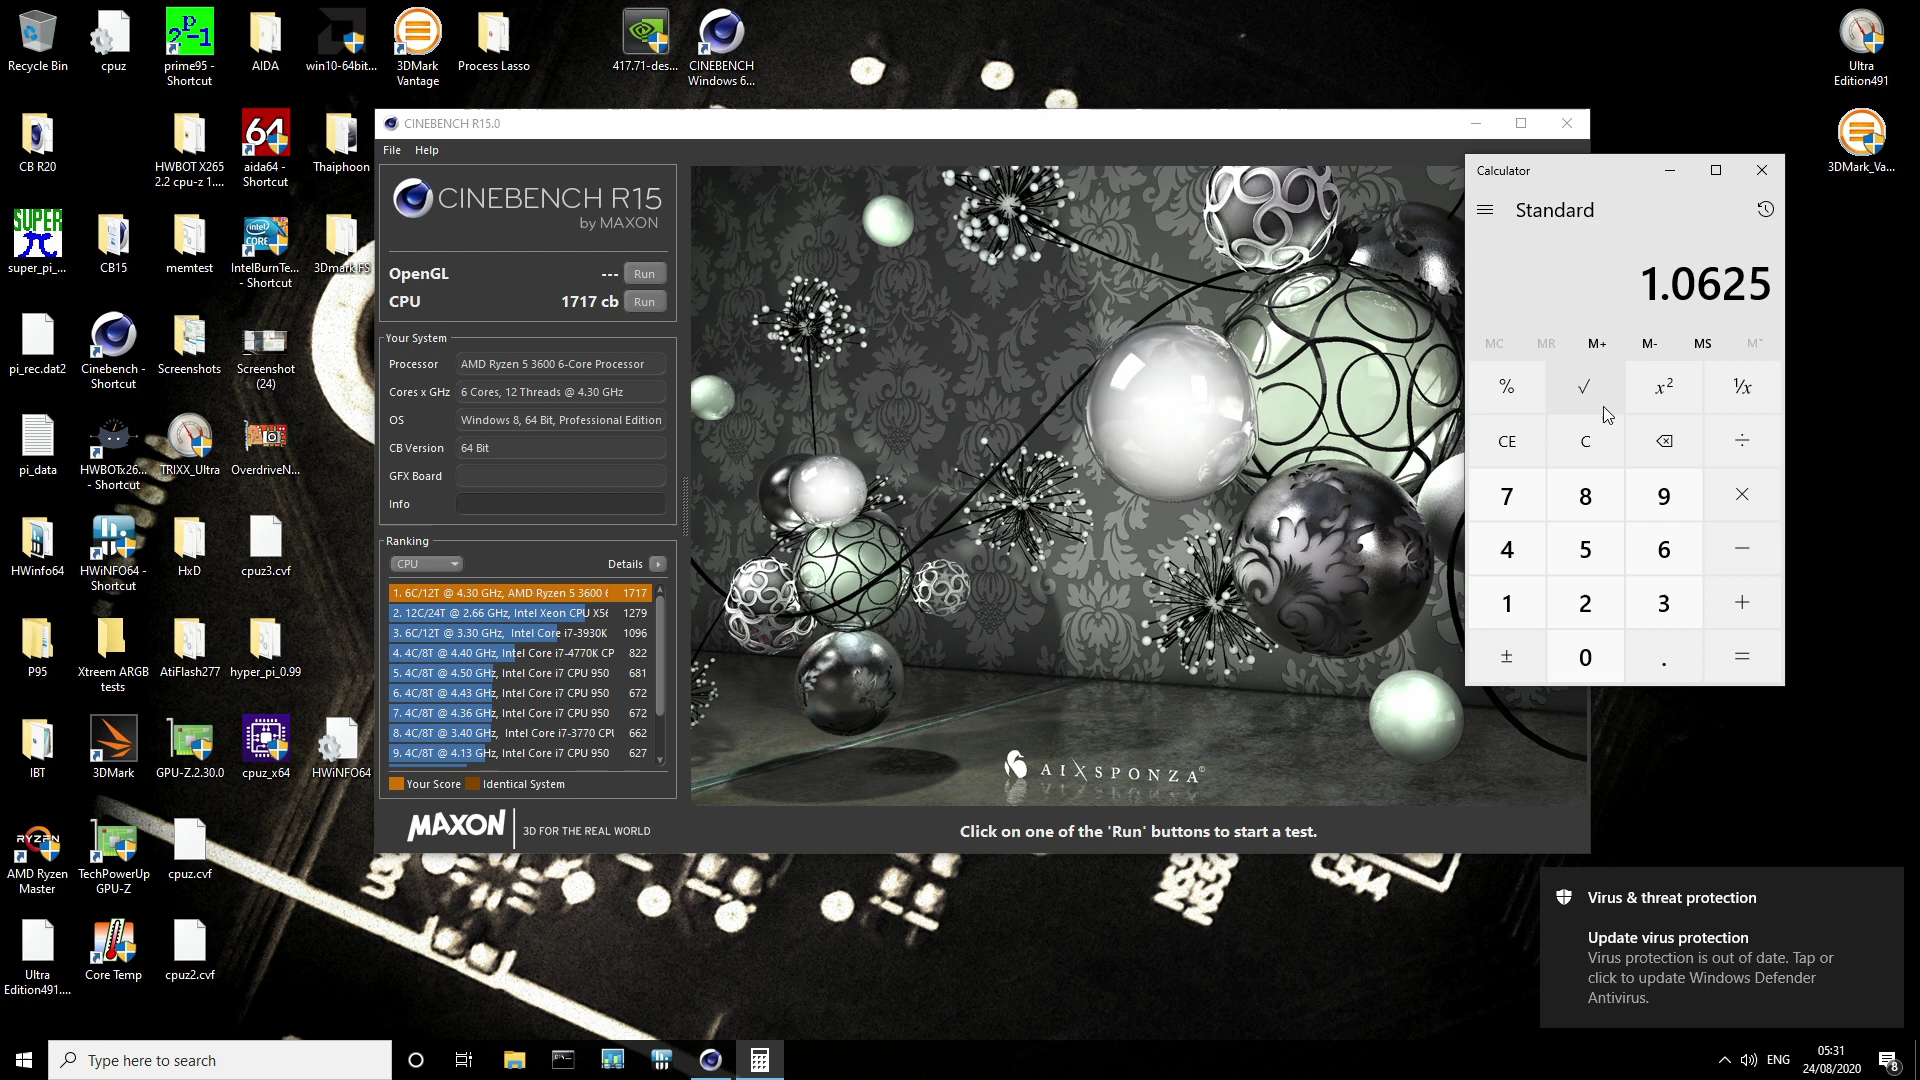 Recycle Bin
cpuz
prime95 -
Shortcut
AIDA
win10-64bit...
3DMark
Vantage
Process Lasso
417.71-des...
CINEBENCH
Windows 6...
Ultra
Edition491
CB R20
HWBOT X265
2.2 cpu-z 1....
64
aida64 -
Shortcut
Thaiphoon
3DMark_Va...
SUPER
π
super_pi_...
CB15
memtest
IntelBurnTe...
- Shortcut
3Dmark FS
pi_rec.dat2
Cinebench -
Shortcut
Screenshots
Screenshot
(24)
pi_data
HWBOTx26...
- Shortcut
TRIXX_Ultra
OverdriveN...
HWinfo64
HWiNFO64 -
Shortcut
HxD
cpuz3.cvf
P95
Xtreem ARGB
tests
AtiFlash277
hyper_pi_0.99
IBT
3DMark
GPU-Z.2.30.0
cpuz_x64
HWiNFO64
RYZEN
AMD Ryzen
Master
TechPowerUp
GPU-Z
cpuz.cvf
Ultra
Edition491....
Core Temp
cpuz2.cvf
CINEBENCH R15.0
File Help
CINEBENCH R15
by MAXON
OpenGL --- Run
CPU 1717 cb Run
Your System
Processor AMD Ryzen 5 3600 6-Core Processor
Cores x GHz 6 Cores, 12 Threads @ 4.30 GHz
OS Windows 8, 64 Bit, Professional Edition
CB Version 64 Bit
GFX Board
Info
Ranking
CPU Details
1. 6C/12T @ 4.30 GHz, AMD Ryzen 5 3600 6 1717
2. 12C/24T @ 2.66 GHz, Intel Xeon CPU X56 1279
3. 6C/12T @ 3.30 GHz, Intel Core i7-3930K 1096
4. 4C/8T @ 4.40 GHz, Intel Core i7-4770K CP 822
5. 4C/8T @ 4.50 GHz, Intel Core i7 CPU 950 681
6. 4C/8T @ 4.43 GHz, Intel Core i7 CPU 950 672
7. 4C/8T @ 4.36 GHz, Intel Core i7 CPU 950 672
8. 4C/8T @ 3.40 GHz, Intel Core i7-3770 CPU 662
9. 4C/8T @ 4.13 GHz, Intel Core i7 CPU 950 627
Your Score Identical System
MAXON 3D FOR THE REAL WORLD
AIXSPONZA®
Click on one of the 'Run' buttons to start a test.
Calculator
Standard
1.0625
MC MR M+ M- MS M˅
% √ x² ¹⁄x
CE C ÷
7 8 9 ×
4 5 6 −
1 2 3 +
± 0 . =
Virus & threat protection
Update virus protection
Virus protection is out of date. Tap or
click to update Windows Defender
Antivirus.
Type here to search
ENG
05:31
24/08/2020
8